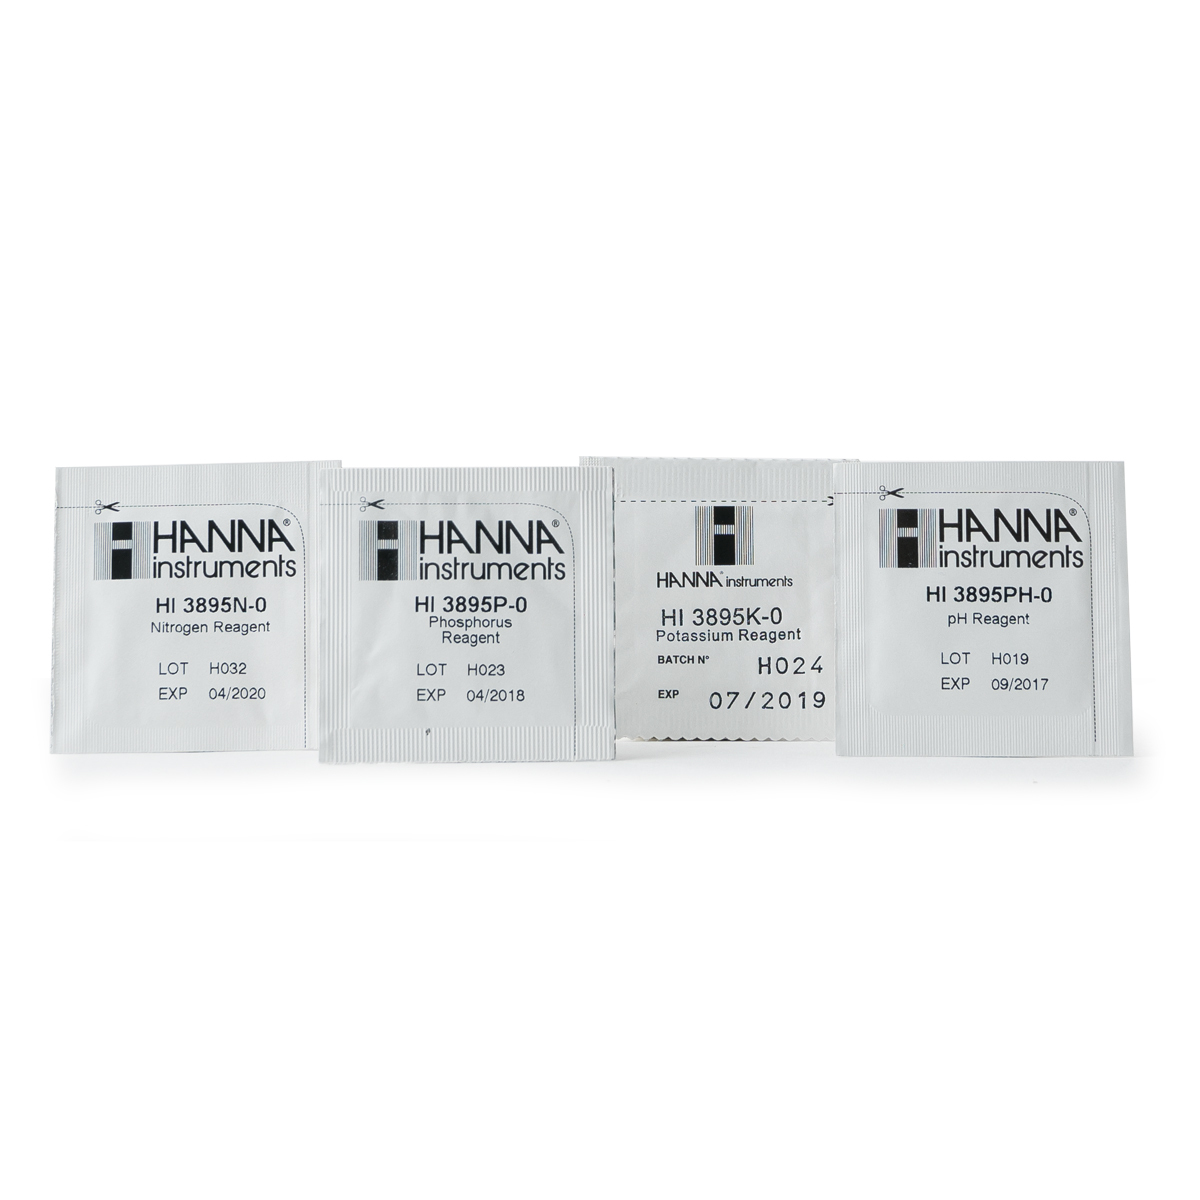 HANNA®
instruments
HI 3895N-0
Nitrogen Reagent
LOT H032
EXP 04/2020
HANNA®
instruments
HI 3895P-0
Phosphorus
Reagent
LOT H023
EXP 04/2018
HANNA® instruments
HI 3895K-0
Potassium Reagent
BATCH N° H024
EXP 07/2019
HANNA®
instruments
HI 3895PH-0
pH Reagent
LOT H019
EXP 09/2017